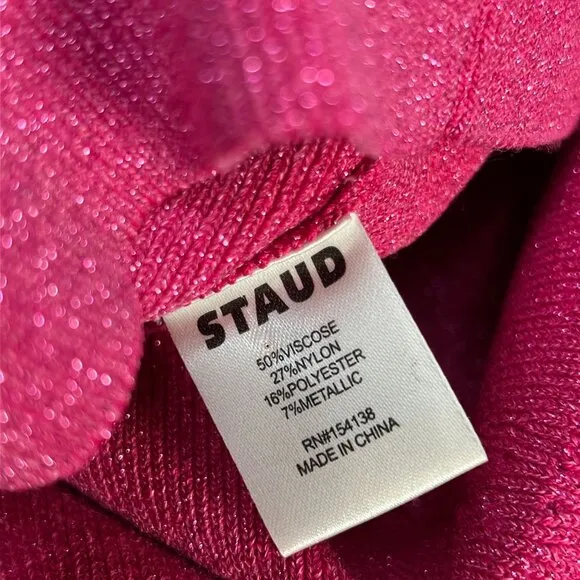 STAUD
50%VISCOSE
27%NYLON
16%POLYESTER
7%METALLIC
RN#154138
MADE IN CHINA